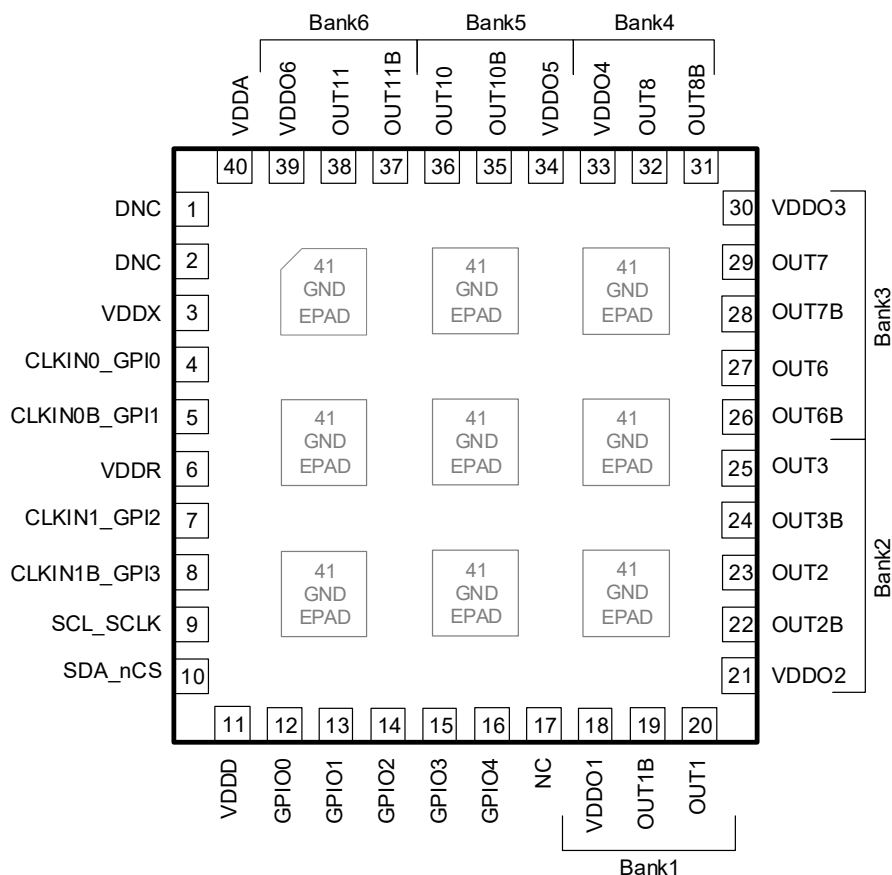 Bank6
Bank5
Bank4
VDDA
VDDO6
OUT11
OUT11B
OUT10
OUT10B
VDDO5
VDDO4
OUT8
OUT8B
40 39 38 37 36 35 34 33 32 31
DNC 1
DNC 2
VDDX 3
CLKIN0_GPI0 4
CLKIN0B_GPI1 5
VDDR 6
CLKIN1_GPI2 7
CLKIN1B_GPI3 8
SCL_SCLK 9
SDA_nCS 10
41
GND
EPAD
41
GND
EPAD
41
GND
EPAD
41
GND
EPAD
41
GND
EPAD
41
GND
EPAD
41
GND
EPAD
41
GND
EPAD
41
GND
EPAD
30 VDDO3
29 OUT7
28 OUT7B
27 OUT6
26 OUT6B
25 OUT3
24 OUT3B
23 OUT2
22 OUT2B
21 VDDO2
Bank3
Bank2
11 12 13 14 15 16 17 18 19 20
VDDD
GPIO0
GPIO1
GPIO2
GPIO3
GPIO4
NC
VDDO1
OUT1B
OUT1
Bank1